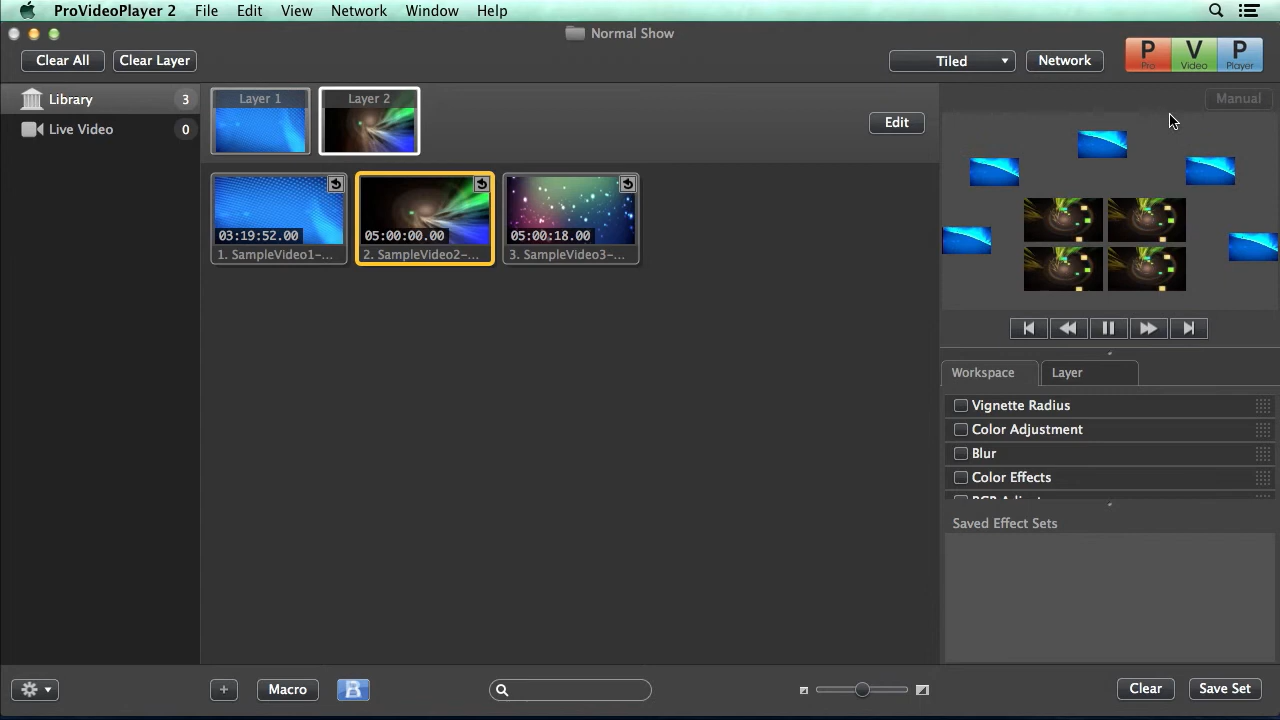 ProVideoPlayer 2 File Edit View Network Window Help
Normal Show
Clear All Clear Layer Tiled Network
P Pro V Video P Player
Library 3
Live Video 0
Layer 1 Layer 2 Edit
Manual
03:19:52.00 05:00:00.00 05:00:18.00
1. SampleVideo1-... 2. SampleVideo2-... 3. SampleVideo3-...
Workspace Layer
Vignette Radius
Color Adjustment
Blur
Color Effects
RGB Adjust
Saved Effect Sets
+ Macro B Clear Save Set